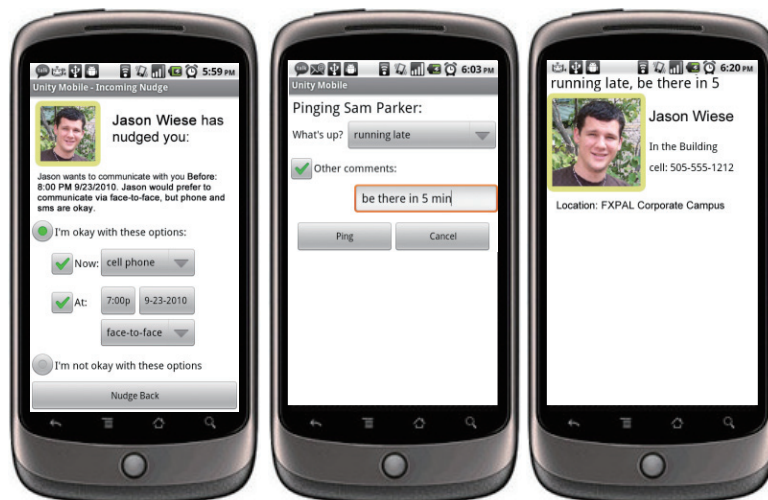 5:59 PM
Unity Mobile - Incoming Nudge
Jason Wiese has
nudged you:
Jason wants to communicate with you Before:
8:00 PM 9/23/2010. Jason would prefer to
communicate via face-to-face, but phone and
sms are okay.
I'm okay with these options:
Now: cell phone
At: 7:00p 9-23-2010
face-to-face
I'm not okay with these options
Nudge Back
6:03 PM
Unity Mobile
Pinging Sam Parker:
What's up? running late
Other comments:
be there in 5 min
Ping Cancel
6:20 PM
running late, be there in 5
Jason Wiese
In the Building
cell: 505-555-1212
Location: FXPAL Corporate Campus